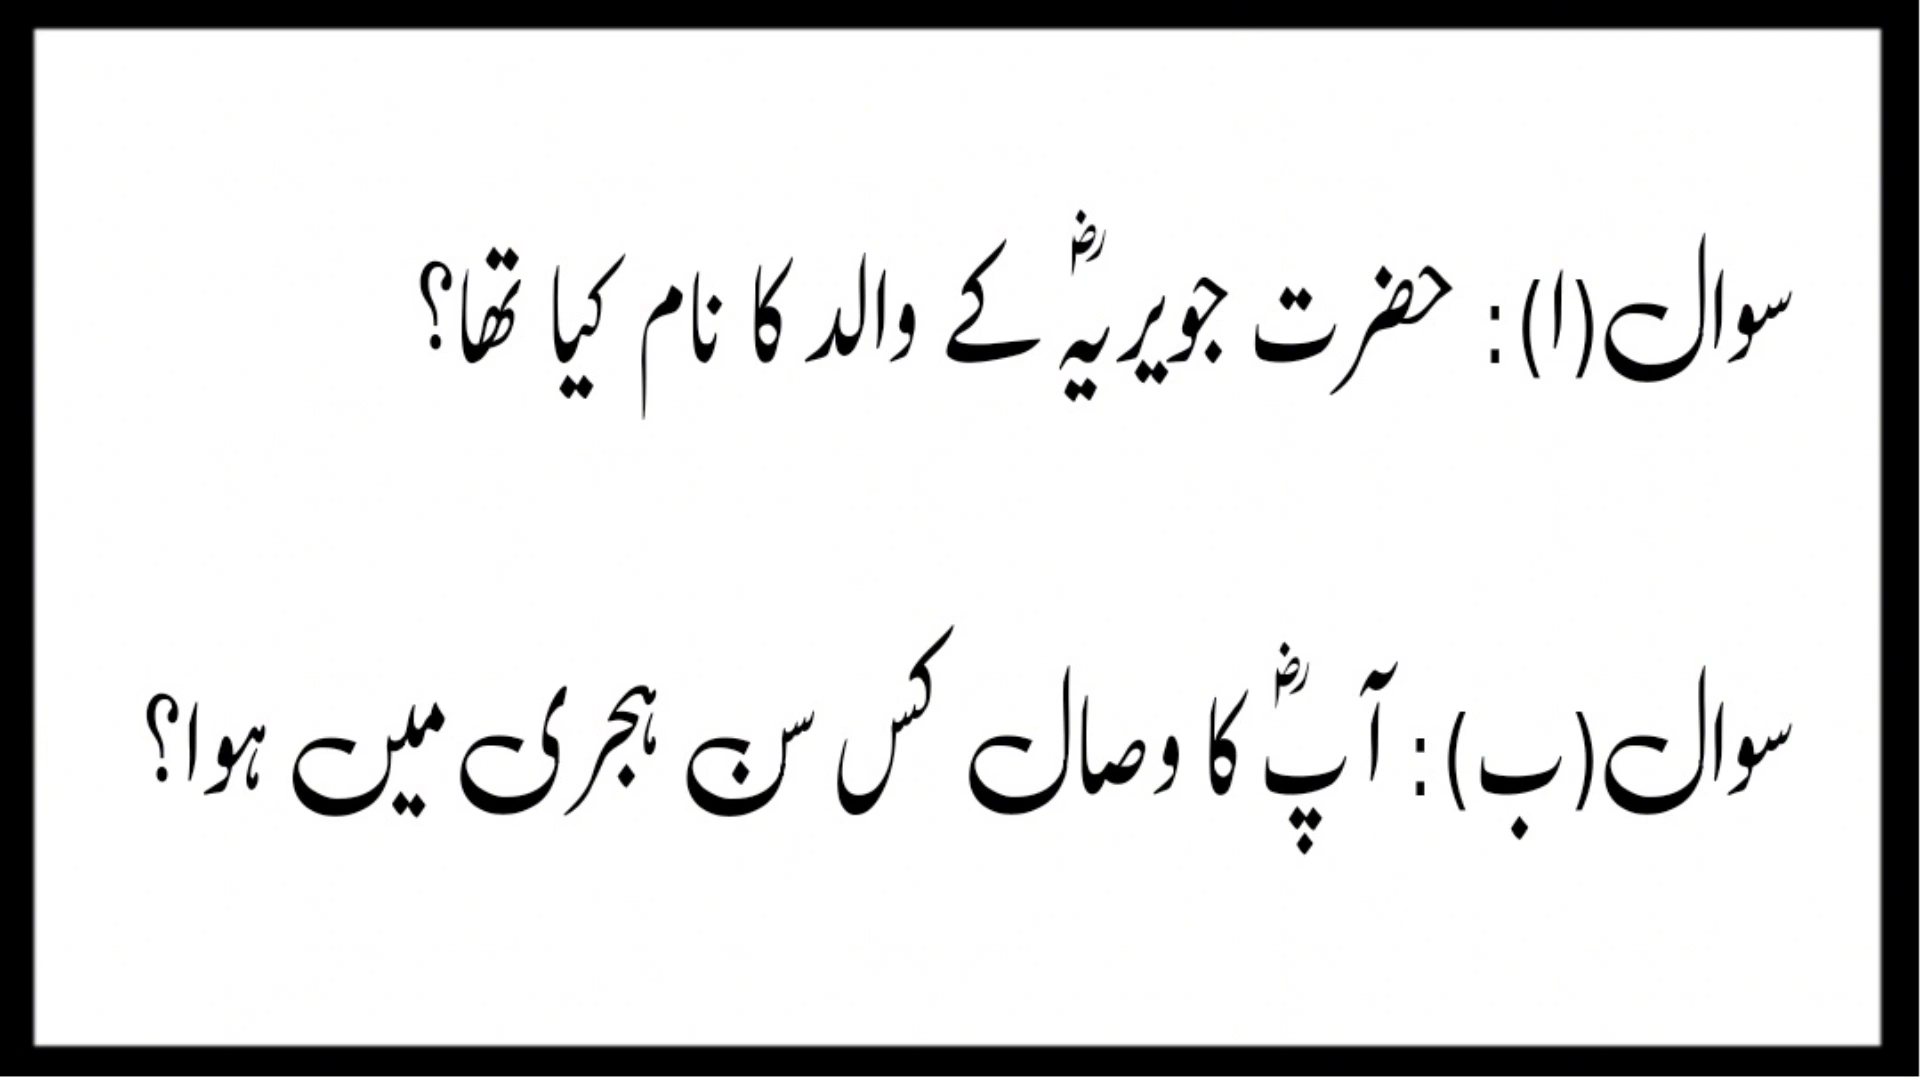 سوال(ا): حضرت جویریہؓ کے والد کا نام کیا تھا؟
سوال(ب): آپؓ کا وصال کس سن ہجری میں ہوا؟